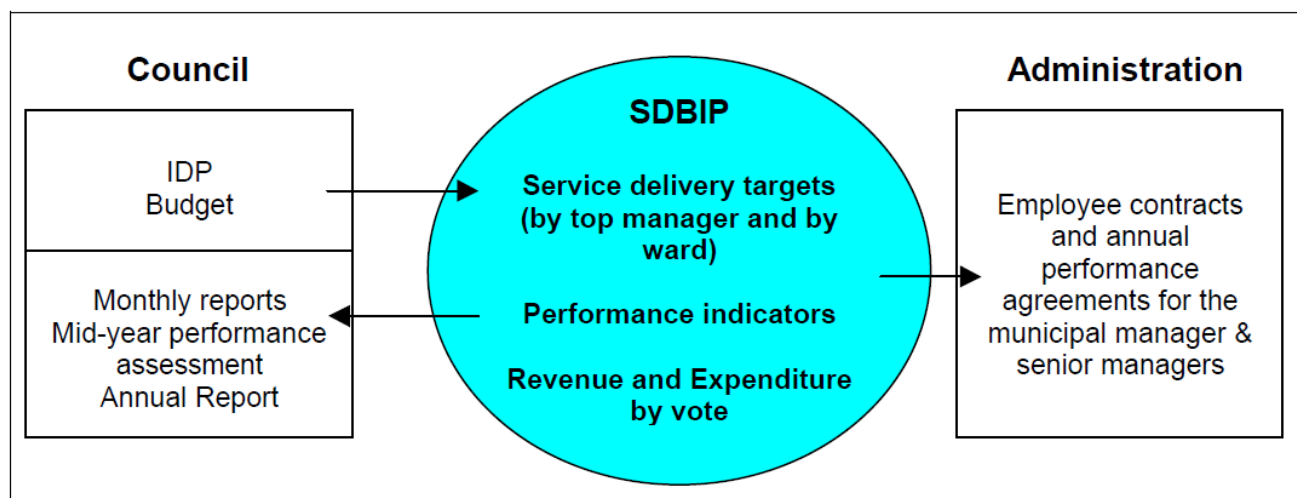 Council
IDP
Budget
Monthly reports
Mid-year performance
assessment
Annual Report
SDBIP
Service delivery targets
(by top manager and by
ward)
Performance indicators
Revenue and Expenditure
by vote
Administration
Employee contracts
and annual
performance
agreements for the
municipal manager &
senior managers